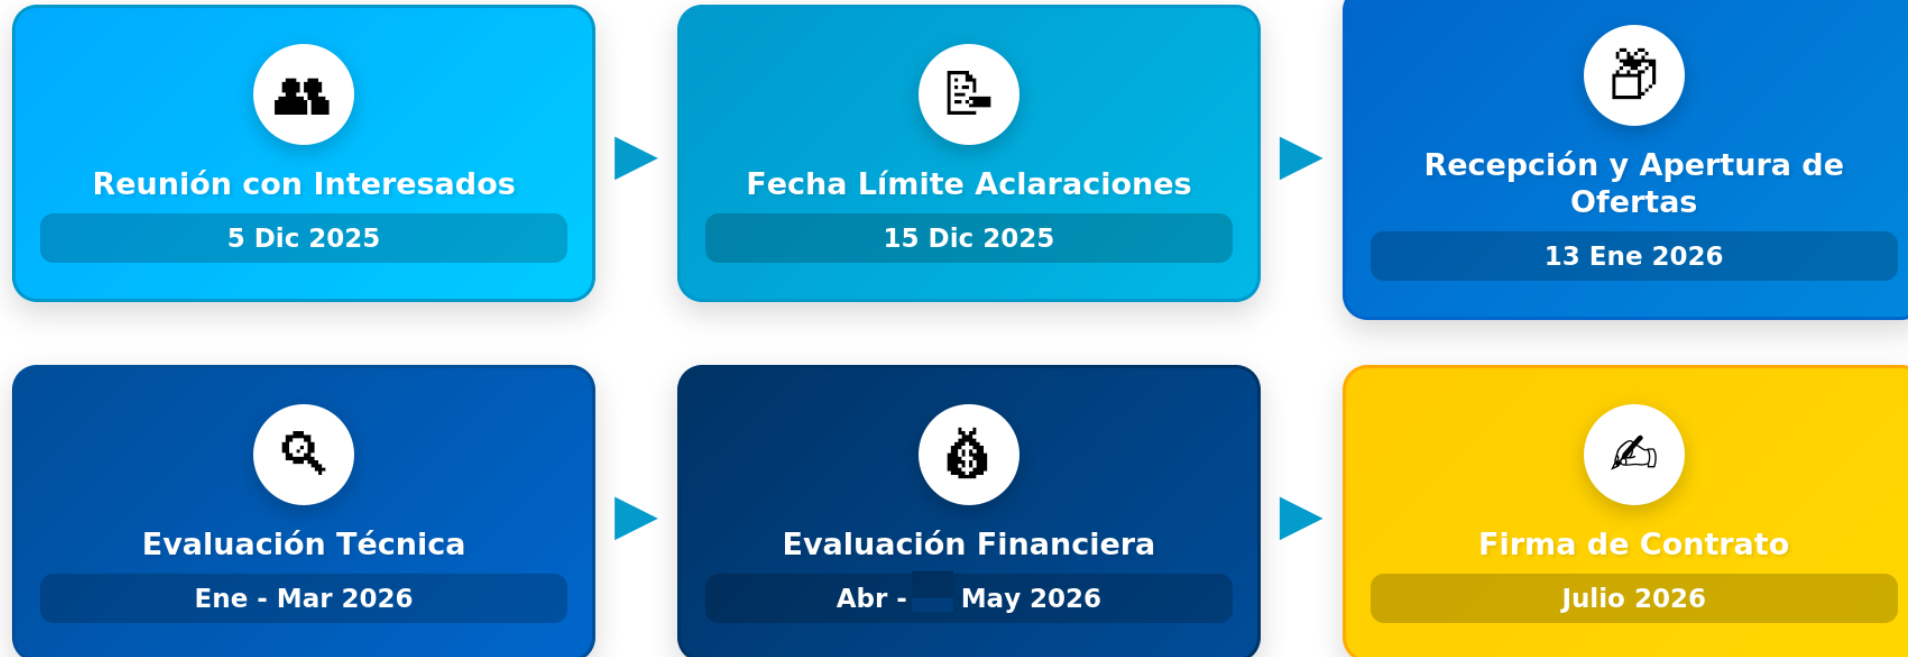 Reunión con Interesados
5 Dic 2025
Fecha Límite Aclaraciones
15 Dic 2025
Recepción y Apertura de
Ofertas
13 Ene 2026
Evaluación Técnica
Ene - Mar 2026
Evaluación Financiera
Abr - May 2026
Firma de Contrato
Julio 2026